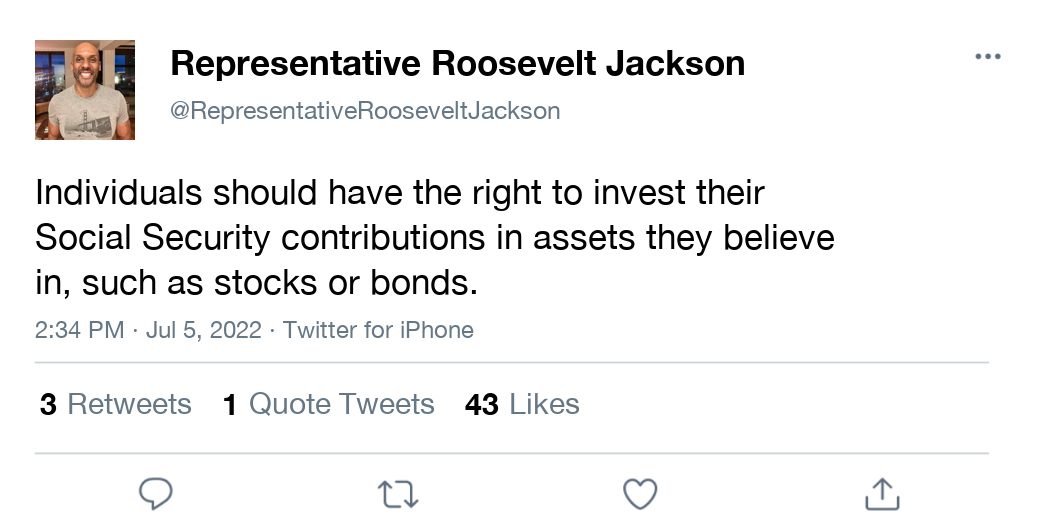 Representative Roosevelt Jackson
@RepresentativeRooseveltJackson
Individuals should have the right to invest their
Social Security contributions in assets they believe
in, such as stocks or bonds.
2:34 PM · Jul 5, 2022 · Twitter for iPhone
3 Retweets 1 Quote Tweets 43 Likes